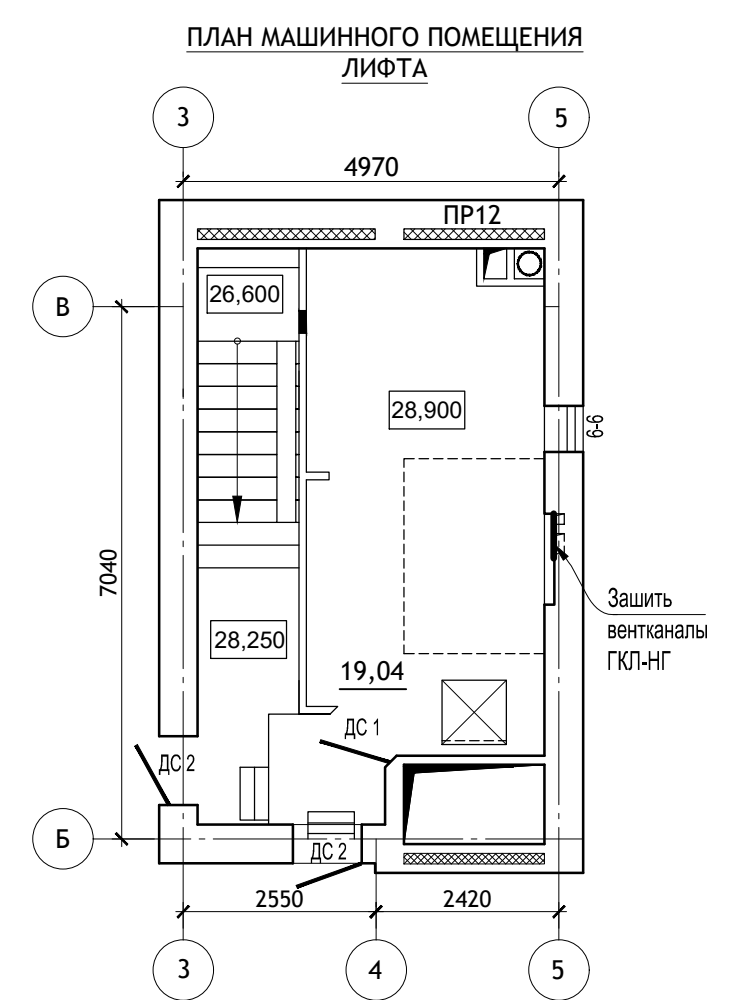 ПЛАН МАШИННОГО ПОМЕЩЕНИЯ
ЛИФТА
3
5
4970
ПР12
В
26,600
28,900
6-6
7040
Зашить
вентканалы
ГКЛ-НГ
28,250
19,04
ДС 1
ДС 2
Б
ДС 2
2550
2420
3
4
5